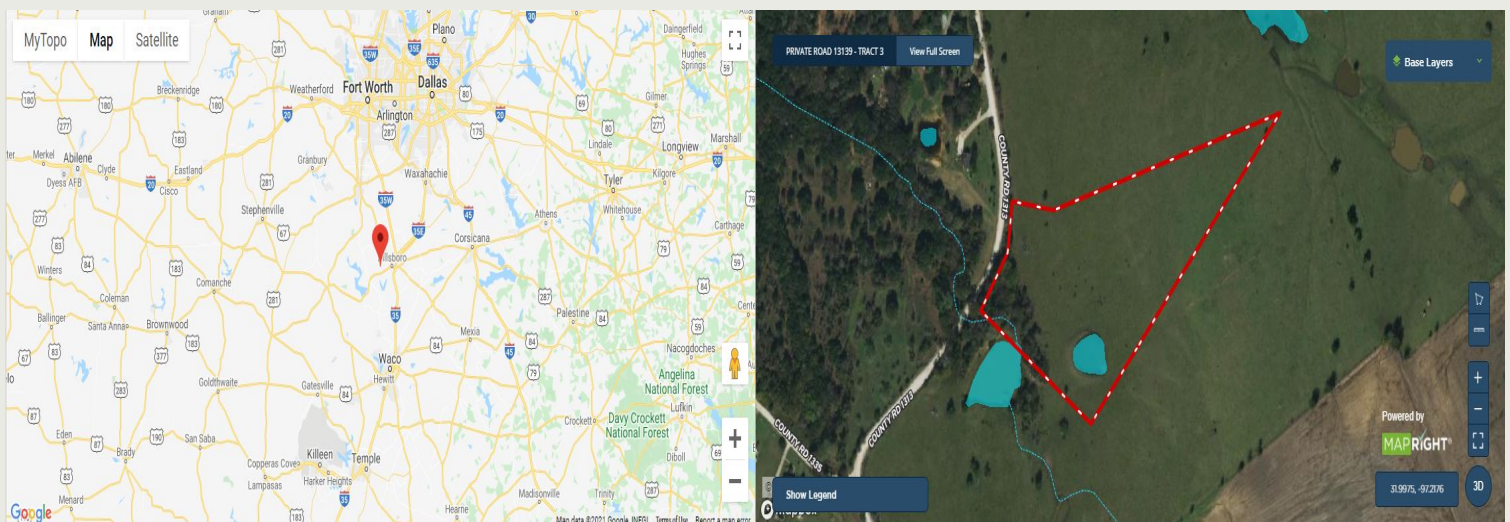 MyTopo Map Satellite
Graham
Plano
Daingerfield
Hughes
Springs
Breckenridge
Weatherford
Fort Worth
Dallas
Arlington
Gilmer
Marshall
Longview
Lindale
Merkel
Abilene
Clyde
Eastland
Dyess AFB
Cisco
Granbury
Waxahachie
Tyler
Kilgore
Stephenville
Athens
Whitehouse
Carthage
Corsicana
Winters
Comanche
Coleman
Ballinger
Santa Anna
Brownwood
Mexia
Palestine
Nacogdoches
Waco
Hewitt
Goldthwaite
Gatesville
Angelina
National Forest
Lufkin
Crockett
Davy Crockett
National Forest
Diboll
Eden
Brady
San Saba
Killeen
Temple
Copperas Cove
Harker Heights
Lampasas
Menard
Madisonville
Trinity
Hearne
Google
Map data ©2021 Google, INEGI Terms of Use Report a map error
PRIVATE ROAD 13139 - TRACT 3 View Full Screen
Base Layers
COUNTY RD 1313
COUNTY RD 1373
COUNTY RD 1335
Show Legend
Powered by
MAPRIGHT
31.9975, -97.2176
3D